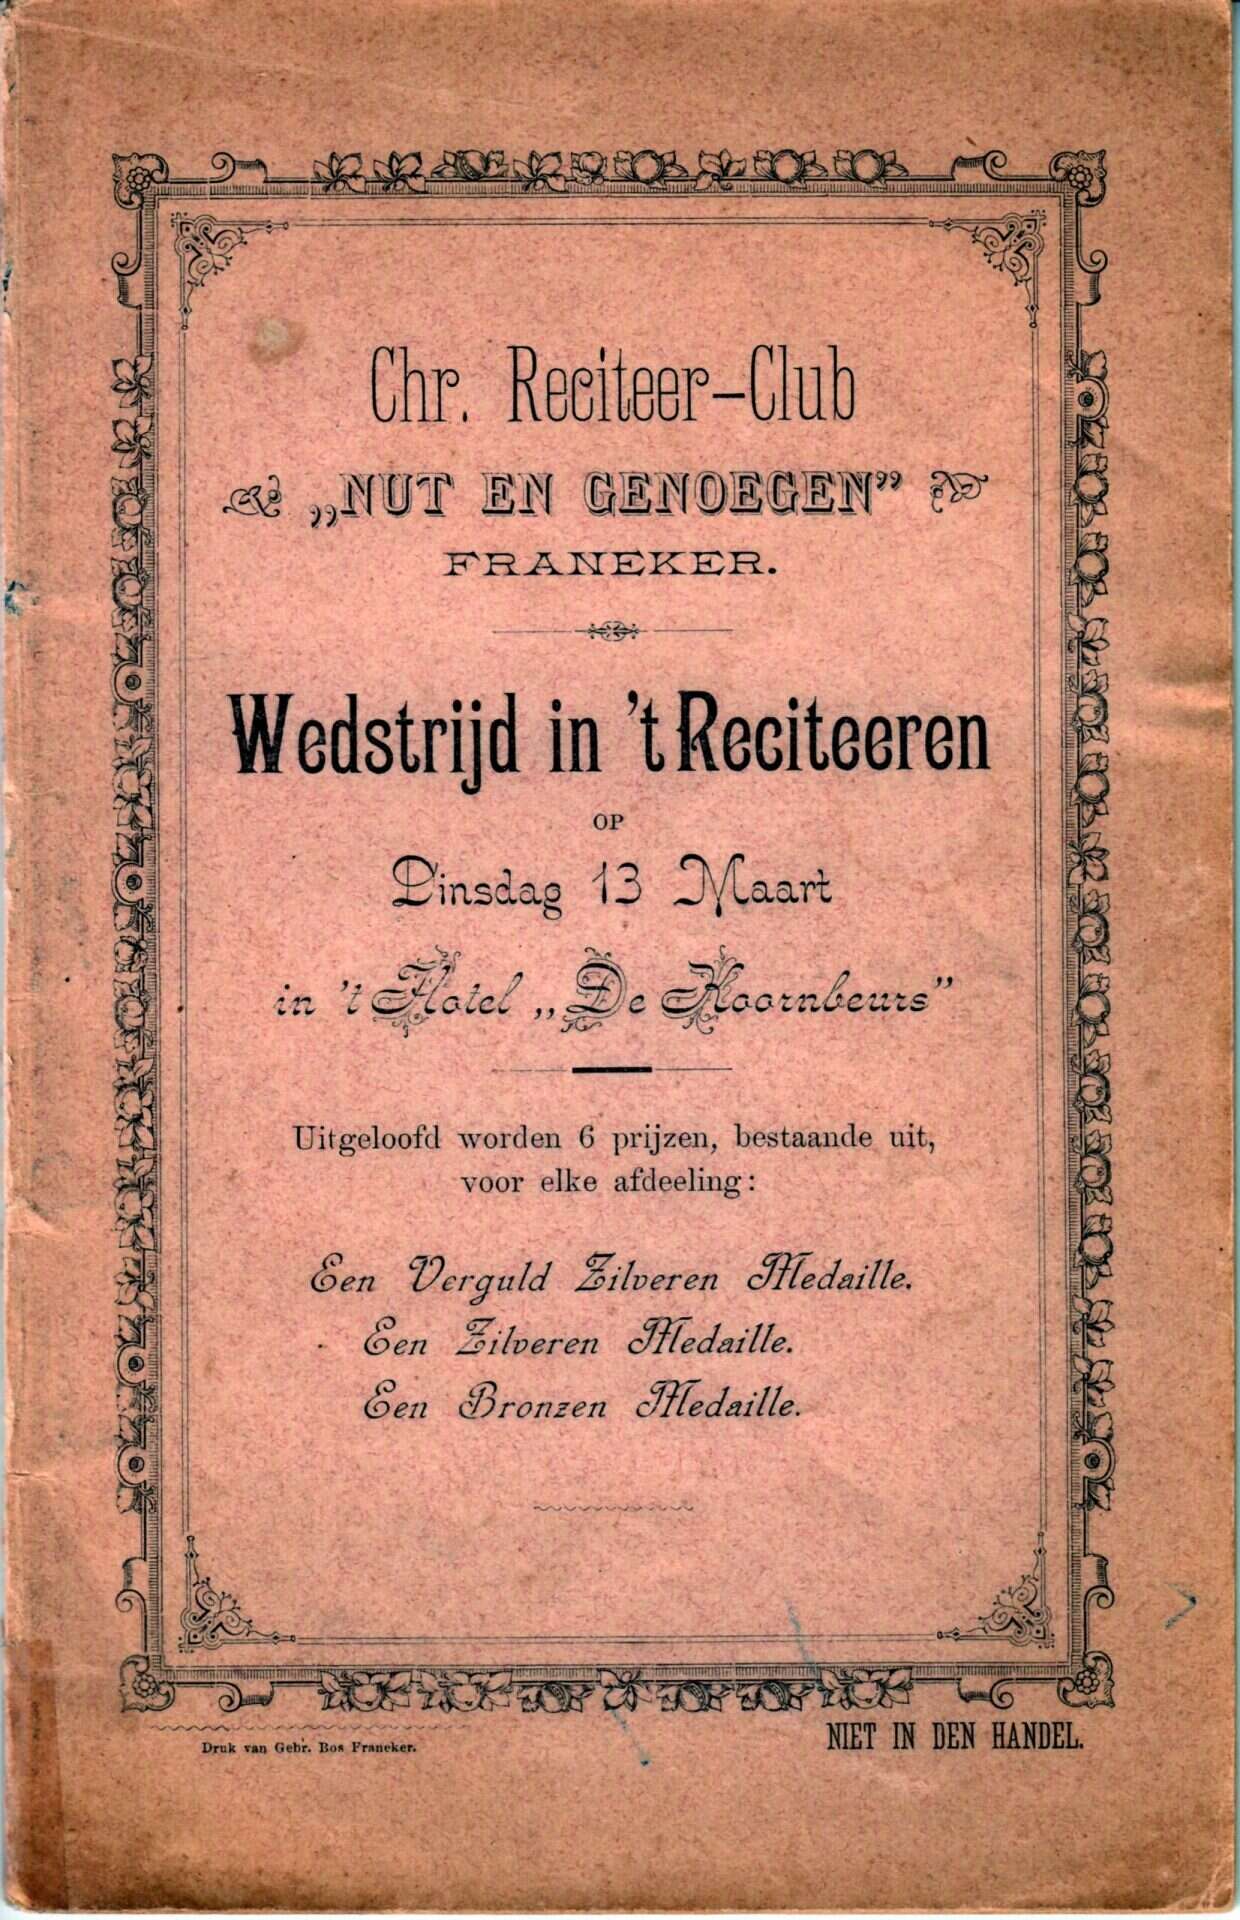 Chr. Reciteer-Club
„NUT EN GENOEGEN”
FRANEKER.
Wedstrijd in 't Reciteeren
OP
Dinsdag 13 Maart
in 't Hotel „De Koornbeurs”
Uitgeloofd worden 6 prijzen, bestaande uit,
voor elke afdeeling:
Een Verguld Zilveren Medaille.
Een Zilveren Medaille.
Een Bronzen Medaille.
Druk van Gebr. Bos Franeker.
NIET IN DEN HANDEL.